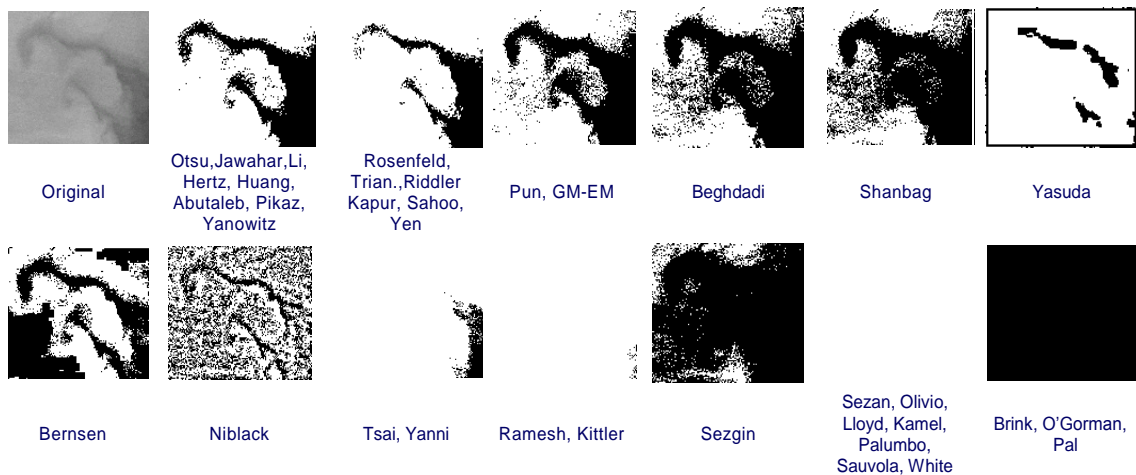 Original
Otsu,Jawahar,Li,
Hertz, Huang,
Abutaleb, Pikaz,
Yanowitz
Rosenfeld,
Trian.,Riddler
Kapur, Sahoo,
Yen
Pun, GM-EM
Beghdadi
Shanbag
Yasuda
Bernsen
Niblack
Tsai, Yanni
Ramesh, Kittler
Sezgin
Sezan, Olivio,
Lloyd, Kamel,
Palumbo,
Sauvola, White
Brink, O'Gorman,
Pal